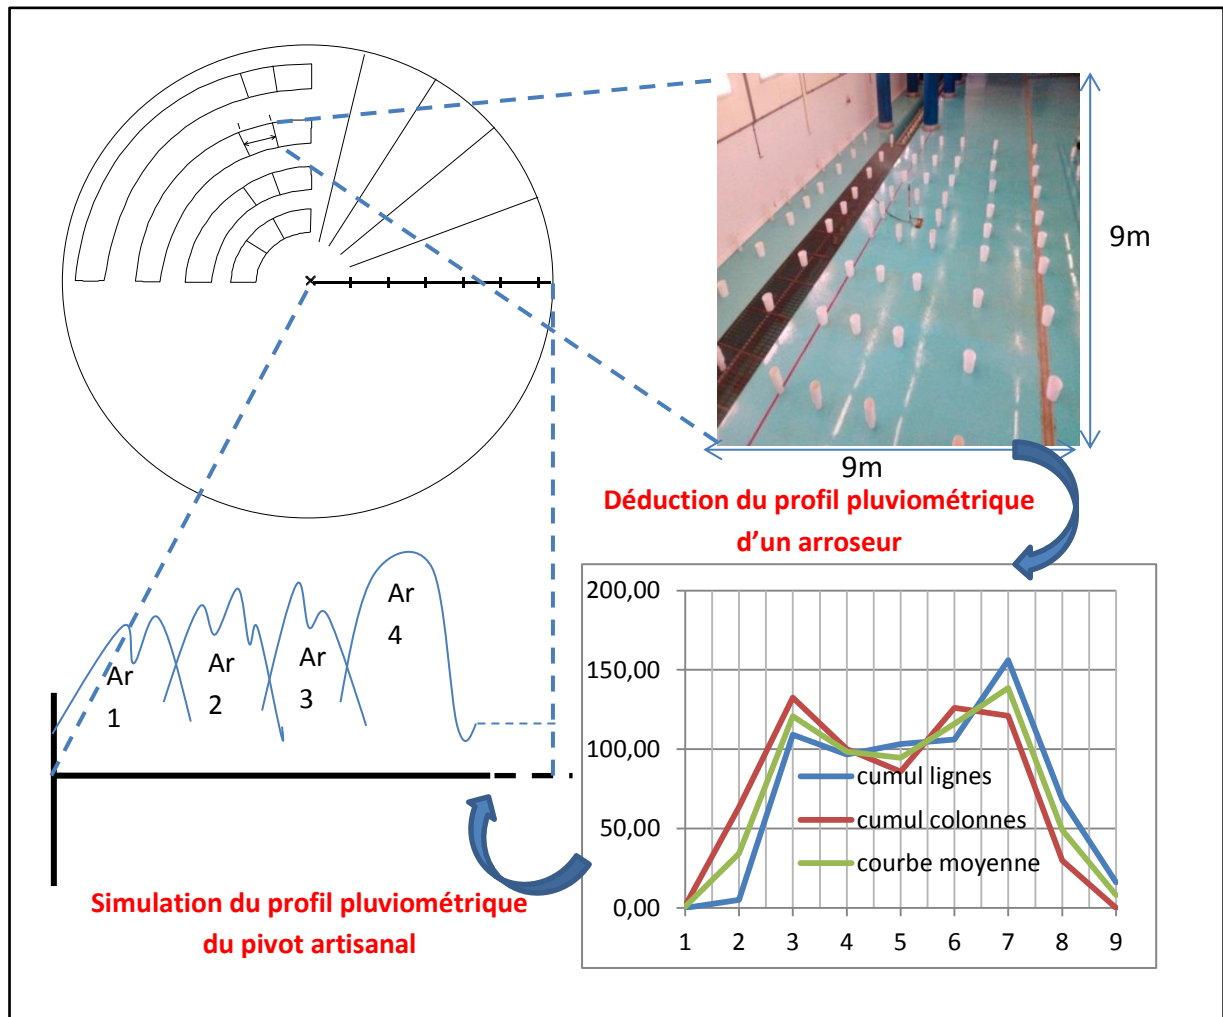 9m
9m
Déduction du profil pluviométrique
d’un arroseur
Ar
1
Ar
2
Ar
3
Ar
4
200,00
150,00
100,00
50,00
0,00
1 2 3 4 5 6 7 8 9
cumul lignes
cumul colonnes
courbe moyenne
Simulation du profil pluviométrique
du pivot artisanal